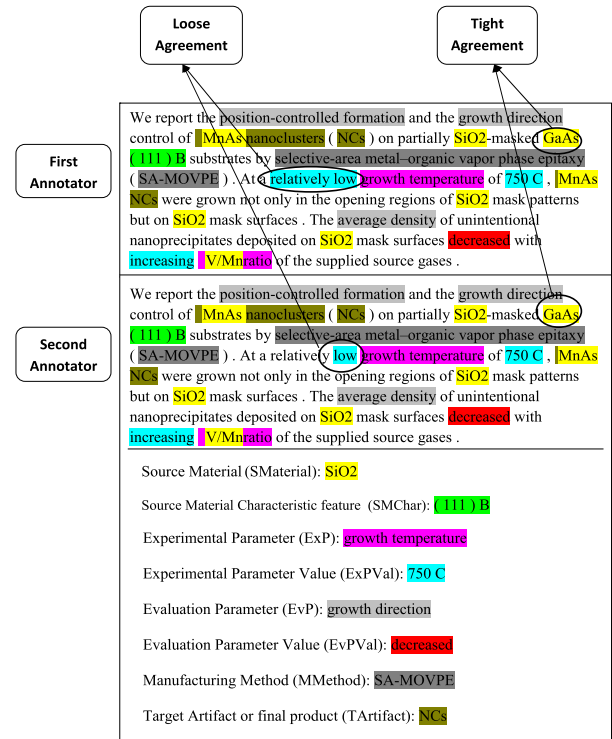 Loose
Agreement
Tight
Agreement
First
Annotator
We report the position-controlled formation and the growth direction
control of MnAs nanoclusters ( NCs ) on partially SiO2-masked GaAs
( 111 ) B substrates by selective-area metal–organic vapor phase epitaxy
( SA-MOVPE ) . At a relatively low growth temperature of 750 C , MnAs
NCs were grown not only in the opening regions of SiO2 mask patterns
but on SiO2 mask surfaces . The average density of unintentional
nanoprecipitates deposited on SiO2 mask surfaces decreased with
increasing V/Mn ratio of the supplied source gases .
Second
Annotator
We report the position-controlled formation and the growth direction
control of MnAs nanoclusters ( NCs ) on partially SiO2-masked GaAs
( 111 ) B substrates by selective-area metal–organic vapor phase epitaxy
( SA-MOVPE ) . At a relatively low growth temperature of 750 C , MnAs
NCs were grown not only in the opening regions of SiO2 mask patterns
but on SiO2 mask surfaces . The average density of unintentional
nanoprecipitates deposited on SiO2 mask surfaces decreased with
increasing V/Mn ratio of the supplied source gases .
Source Material (SMaterial): SiO2
Source Material Characteristic feature (SMChar): ( 111 ) B
Experimental Parameter (ExP): growth temperature
Experimental Parameter Value (ExPVal): 750 C
Evaluation Parameter (EvP): growth direction
Evaluation Parameter Value (EvPVal): decreased
Manufacturing Method (MMethod): SA-MOVPE
Target Artifact or final product (TArtifact): NCs